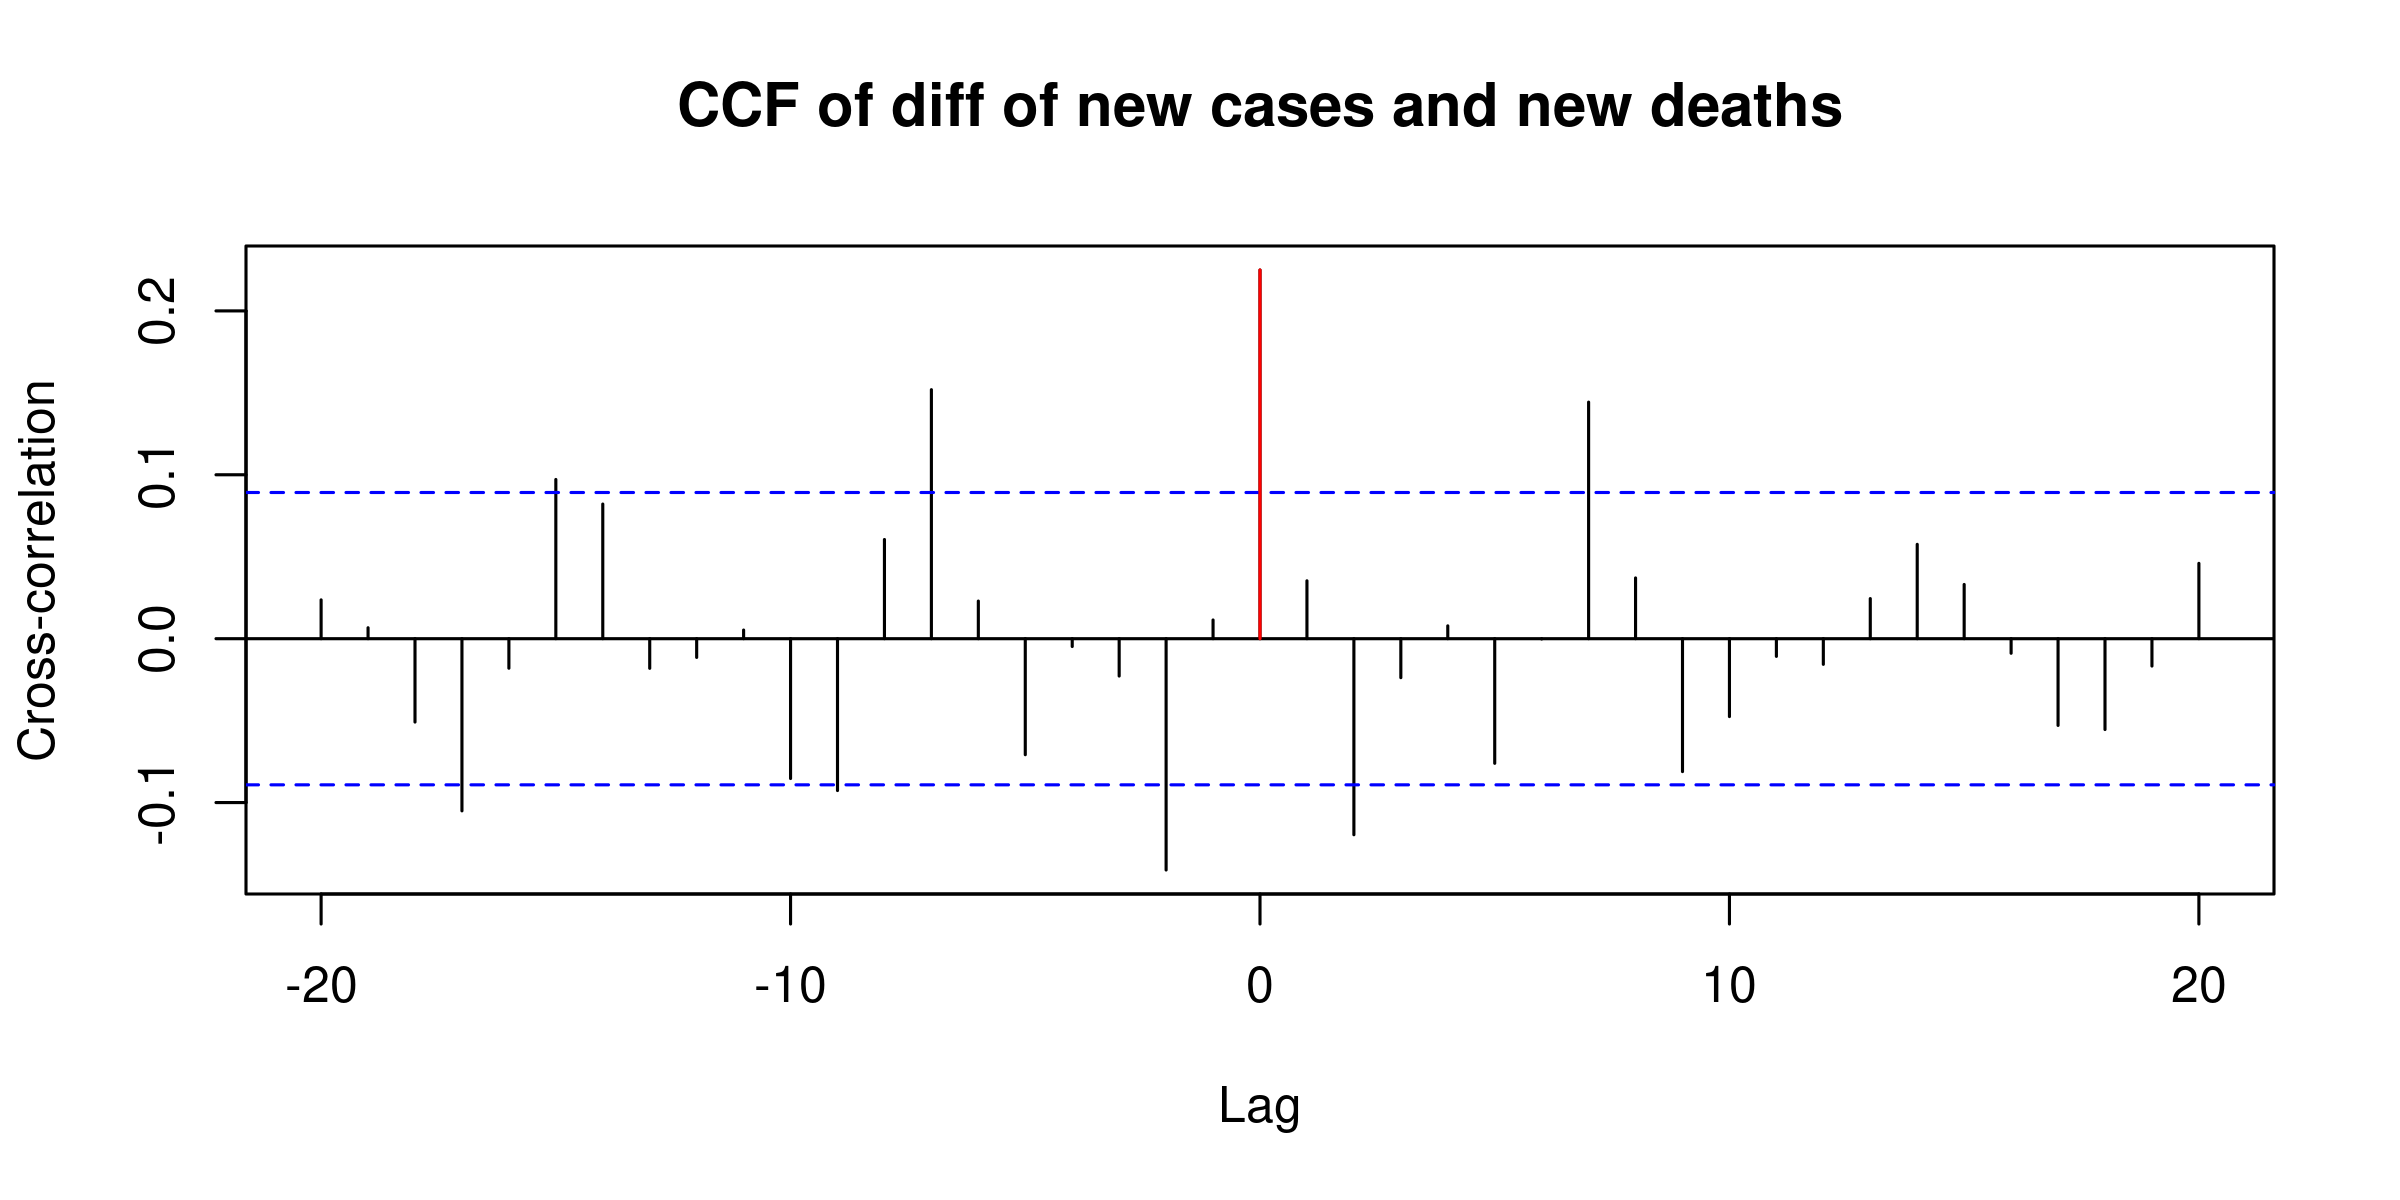 CCF of diff of new cases and new deaths
Cross-correlation
0.2
0.1
0.0
-0.1
-20 -10 0 10 20
Lag